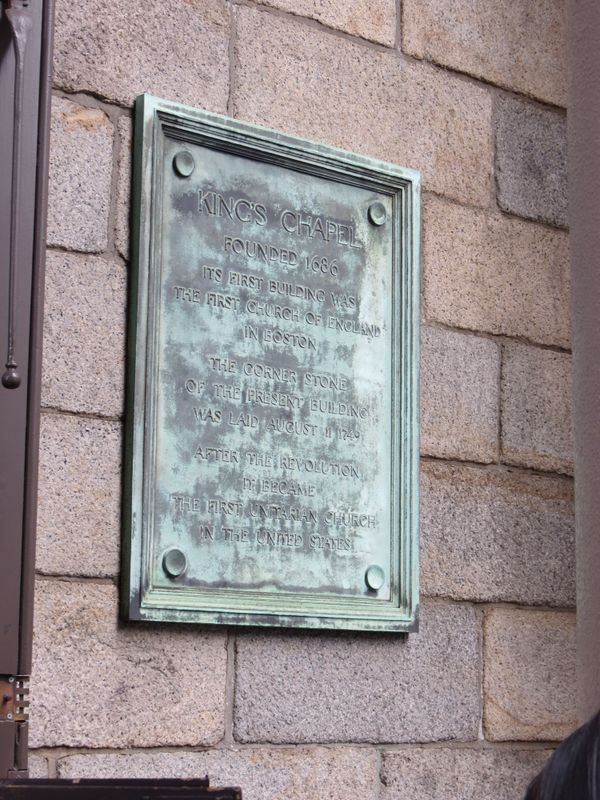 KING'S CHAPEL
FOUNDED 1686
ITS FIRST BUILDING WAS
THE FIRST CHURCH OF ENGLAND
IN BOSTON
THE CORNER STONE
OF THE PRESENT BUILDING
WAS LAID AUGUST 11 1749
AFTER THE REVOLUTION
IT BECAME
THE FIRST UNITARIAN CHURCH
IN THE UNITED STATES